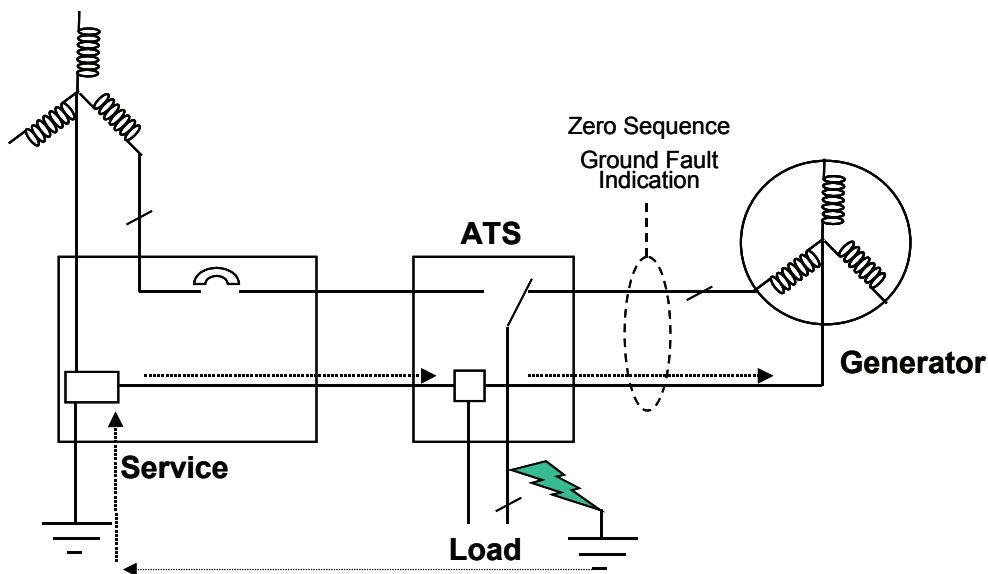 Zero Sequence
Ground Fault
Indication
ATS
Generator
Service
Load